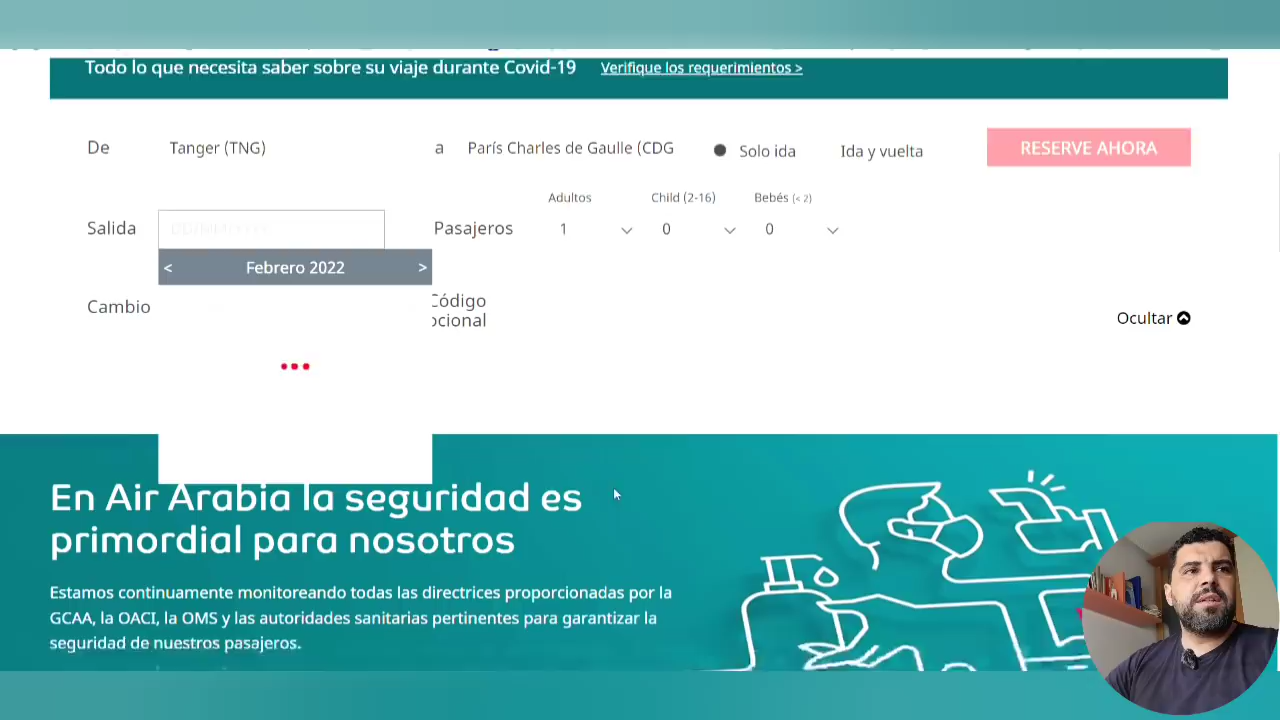 Todo lo que necesita saber sobre su viaje durante Covid-19 Verifique los requerimientos >
De Tanger (TNG) a París Charles de Gaulle (CDG Solo ida Ida y vuelta RESERVE AHORA
Adultos Child (2-16) Bebés (< 2)
Salida Pasajeros 1 0 0
< Febrero 2022 >
Cambio Código
ocional
Ocultar
En Air Arabia la seguridad es
primordial para nosotros
Estamos continuamente monitoreando todas las directrices proporcionadas por la
GCAA, la OACI, la OMS y las autoridades sanitarias pertinentes para garantizar la
seguridad de nuestros pasajeros.